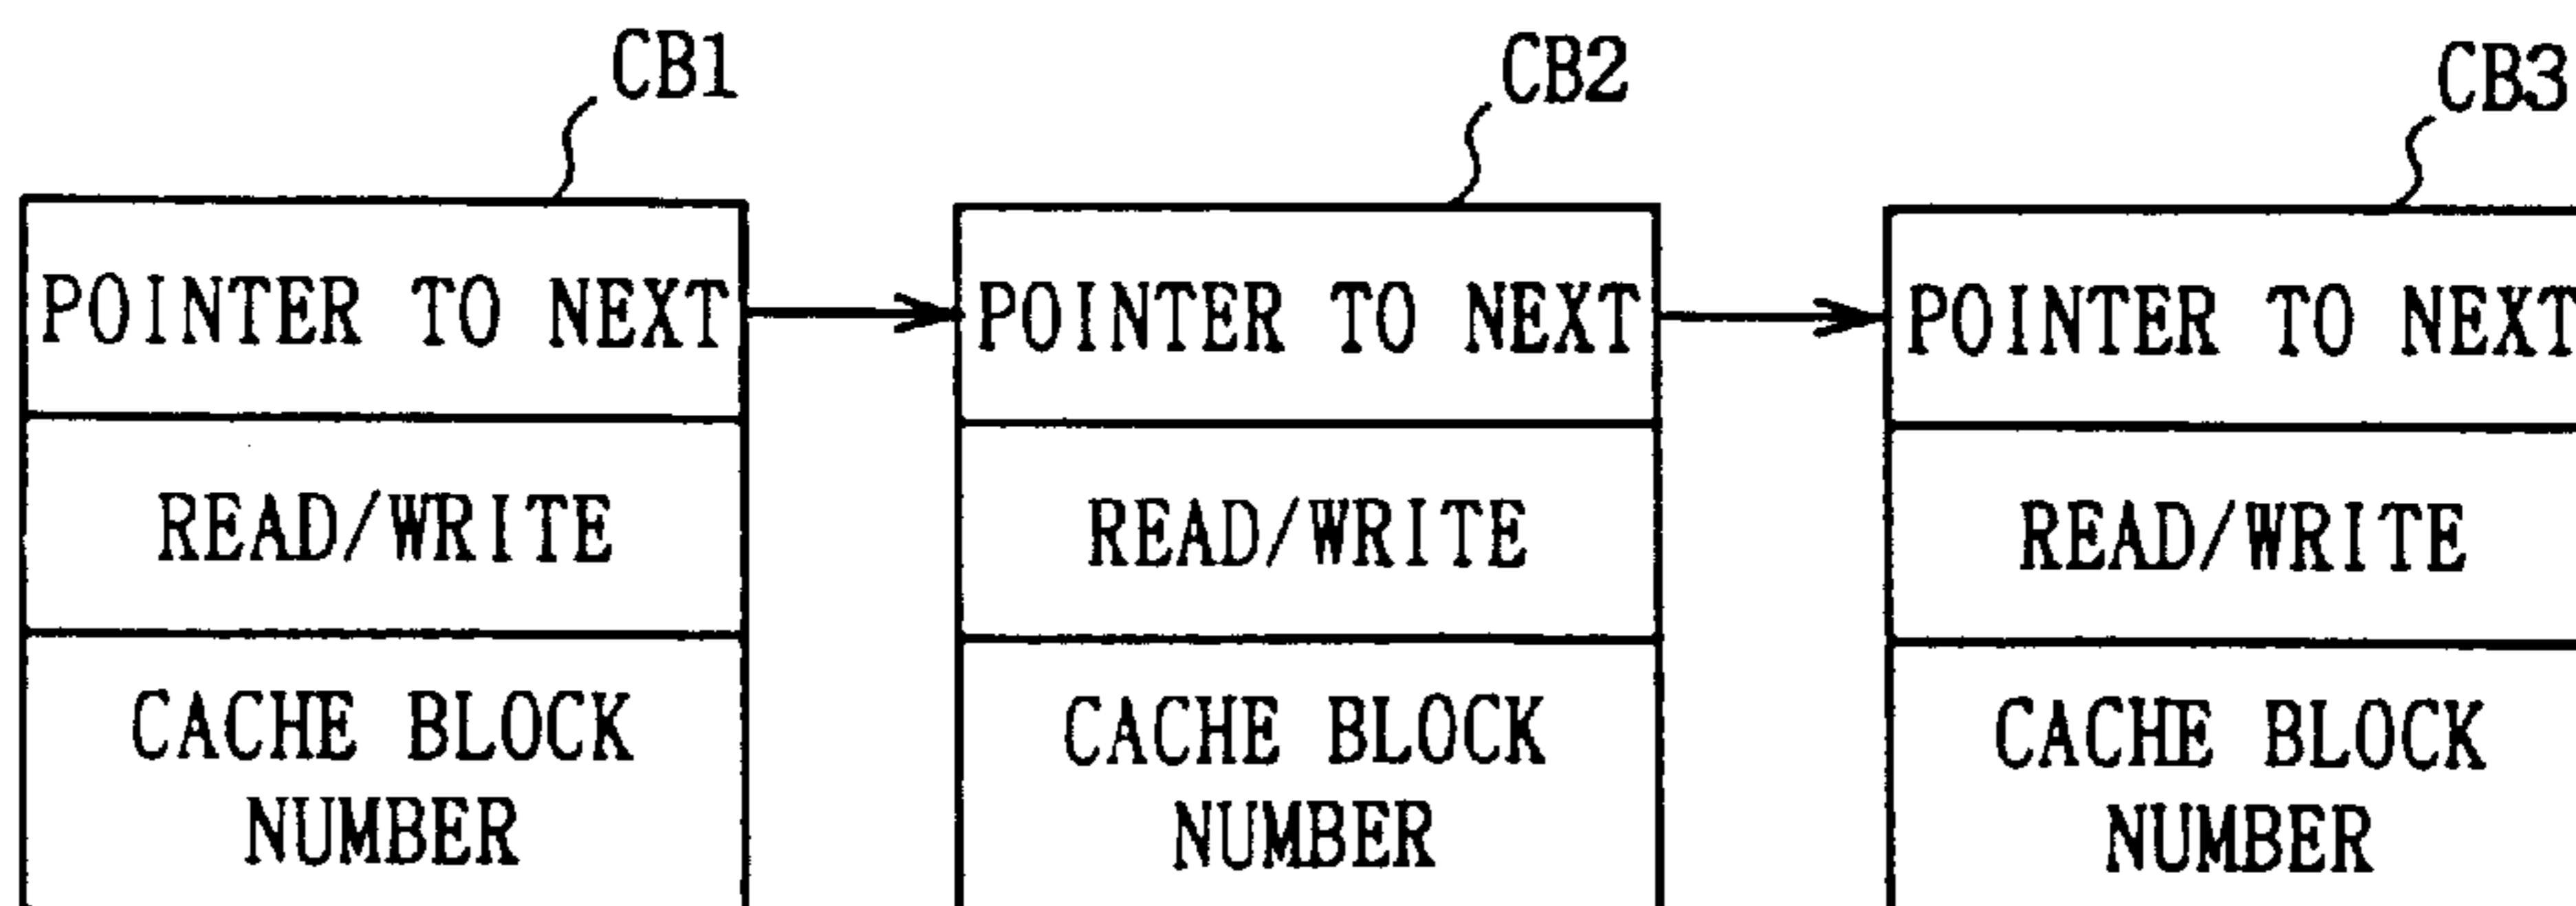 CB1 CB2 CB3
POINTER TO NEXT POINTER TO NEXT POINTER TO NEXT
READ/WRITE READ/WRITE READ/WRITE
CACHE BLOCK CACHE BLOCK CACHE BLOCK
NUMBER NUMBER NUMBER